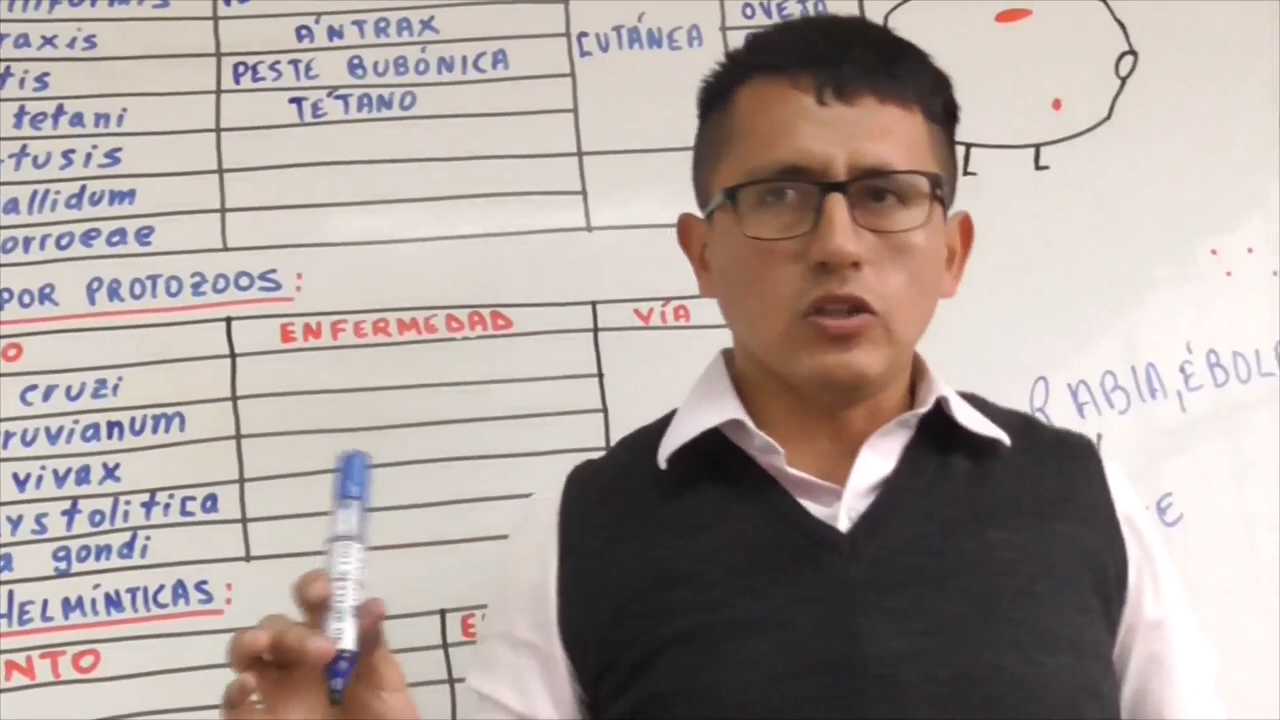 ÁNTRAX
CUTÁNEA
OVEJA
raxis
PESTE BUBÓNICA
tis
TÉTANO
tetani
tusis
allidum
orroeae
POR PROTOZOOS:
O
ENFERMEDAD
VÍA
cruzi
ruvianum
RABIA, ÉBOL
vivax
ystolitica
E
a gondi
HELMÍNTICAS:
NTO
E